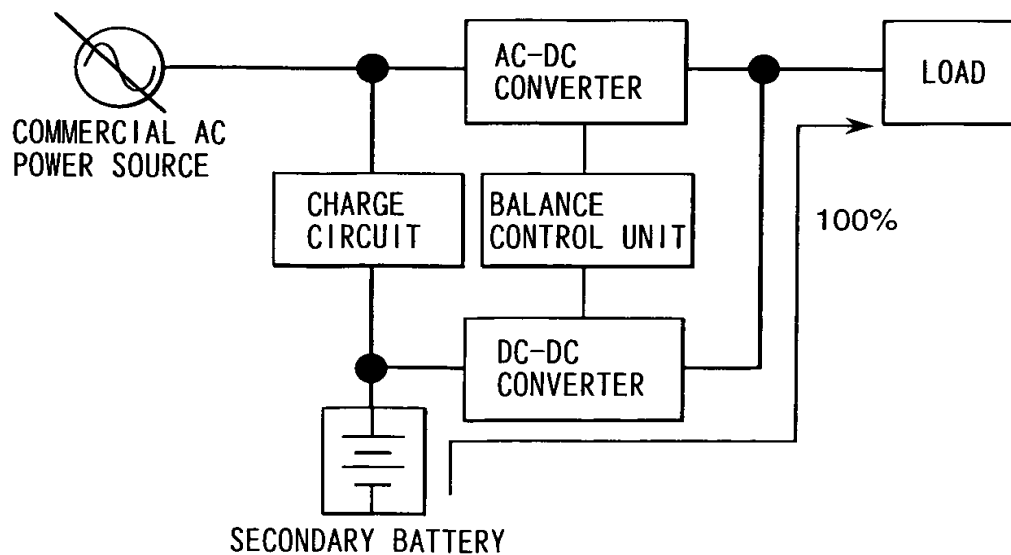 AC-DC
CONVERTER
LOAD
COMMERCIAL AC
POWER SOURCE
CHARGE
CIRCUIT
BALANCE
CONTROL UNIT
100%
DC-DC
CONVERTER
SECONDARY BATTERY